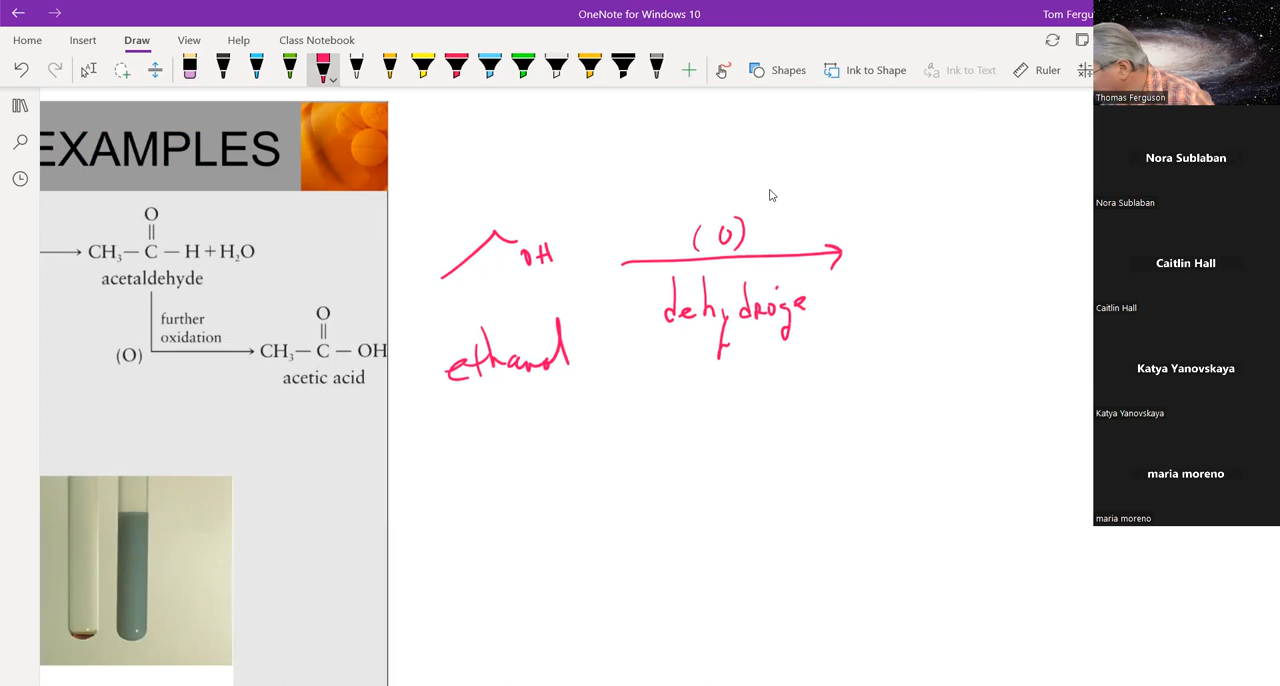 OneNote for Windows 10
Tom Fergu
Home Insert Draw View Help Class Notebook
Shapes Ink to Shape Ink to Text Ruler
Thomas Ferguson
Nora Sublaban
Nora Sublaban
Caitlin Hall
Caitlin Hall
Katya Yanovskaya
Katya Yanovskaya
maria moreno
maria moreno
EXAMPLES
O
CH₃— C — H + H₂O
acetaldehyde
further
oxidation
(O)
O
CH₃— C — OH
acetic acid
OH
ethanol
(O)
dehydroge